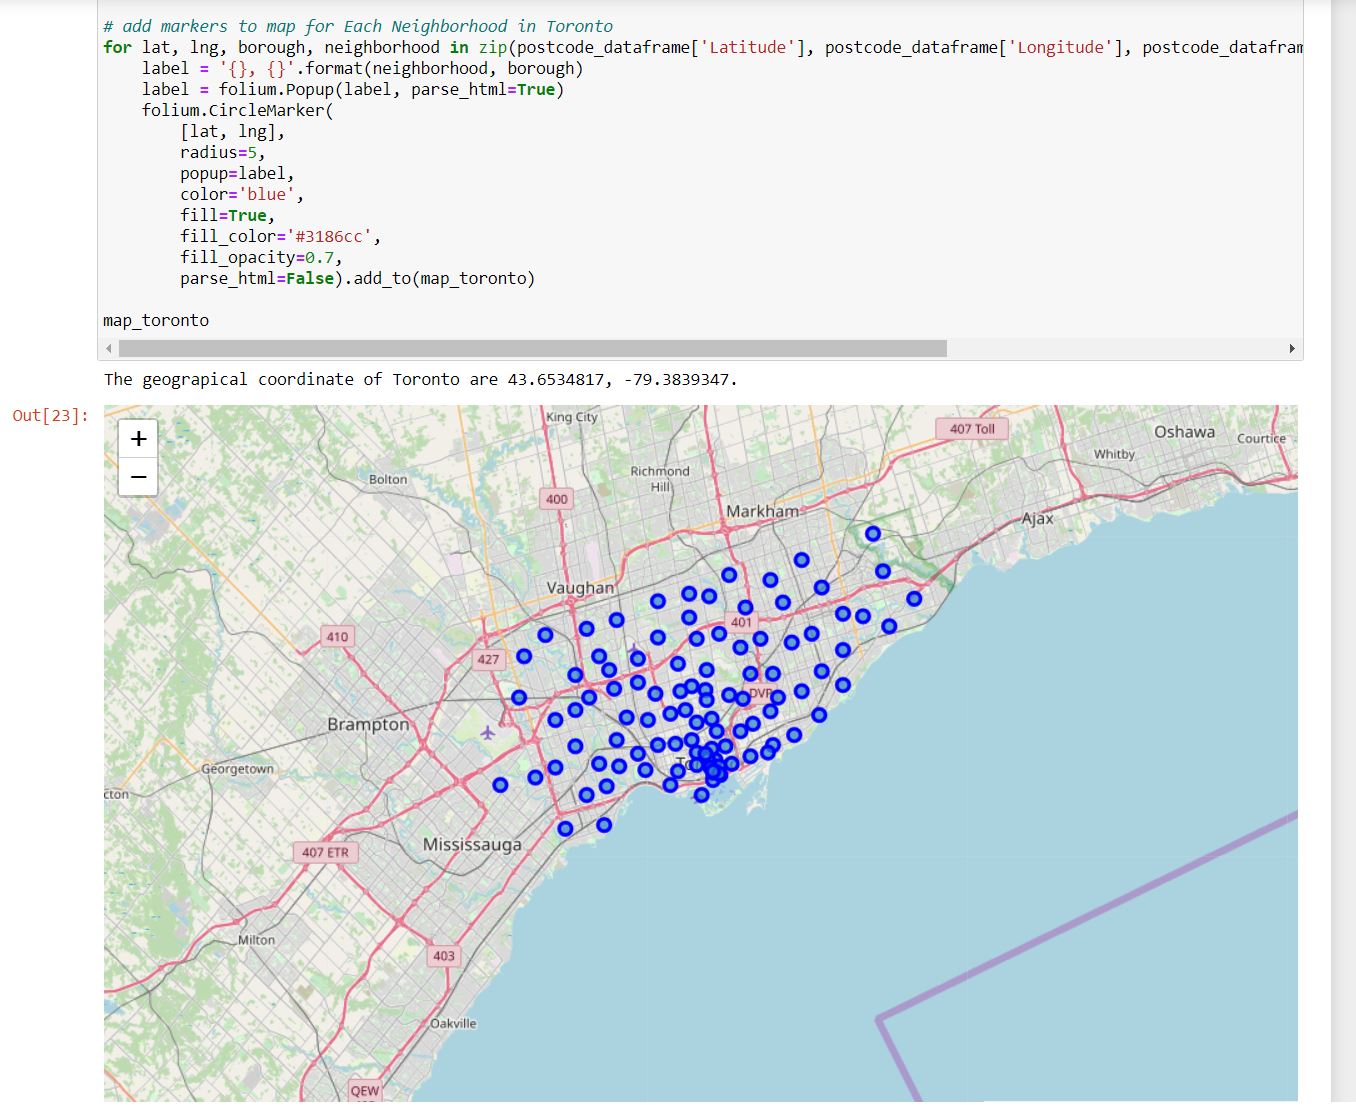 # add markers to map for Each Neighborhood in Toronto
for lat, lng, borough, neighborhood in zip(postcode_dataframe['Latitude'], postcode_dataframe['Longitude'], postcode_datafram
    label = '{}, {}'.format(neighborhood, borough)
    label = folium.Popup(label, parse_html=True)
    folium.CircleMarker(
        [lat, lng],
        radius=5,
        popup=label,
        color='blue',
        fill=True,
        fill_color='#3186cc',
        fill_opacity=0.7,
        parse_html=False).add_to(map_toronto)
map_toronto
The geograpical coordinate of Toronto are 43.6534817, -79.3839347.
Out[23]:
+
−
King City
407 Toll
Oshawa
Courtice
Whitby
Richmond
Hill
Bolton
400
Markham
Ajax
Vaughan
401
410
427
DVP
Brampton
Georgetown
cton
407 ETR
Mississauga
Milton
403
Oakville
QEW